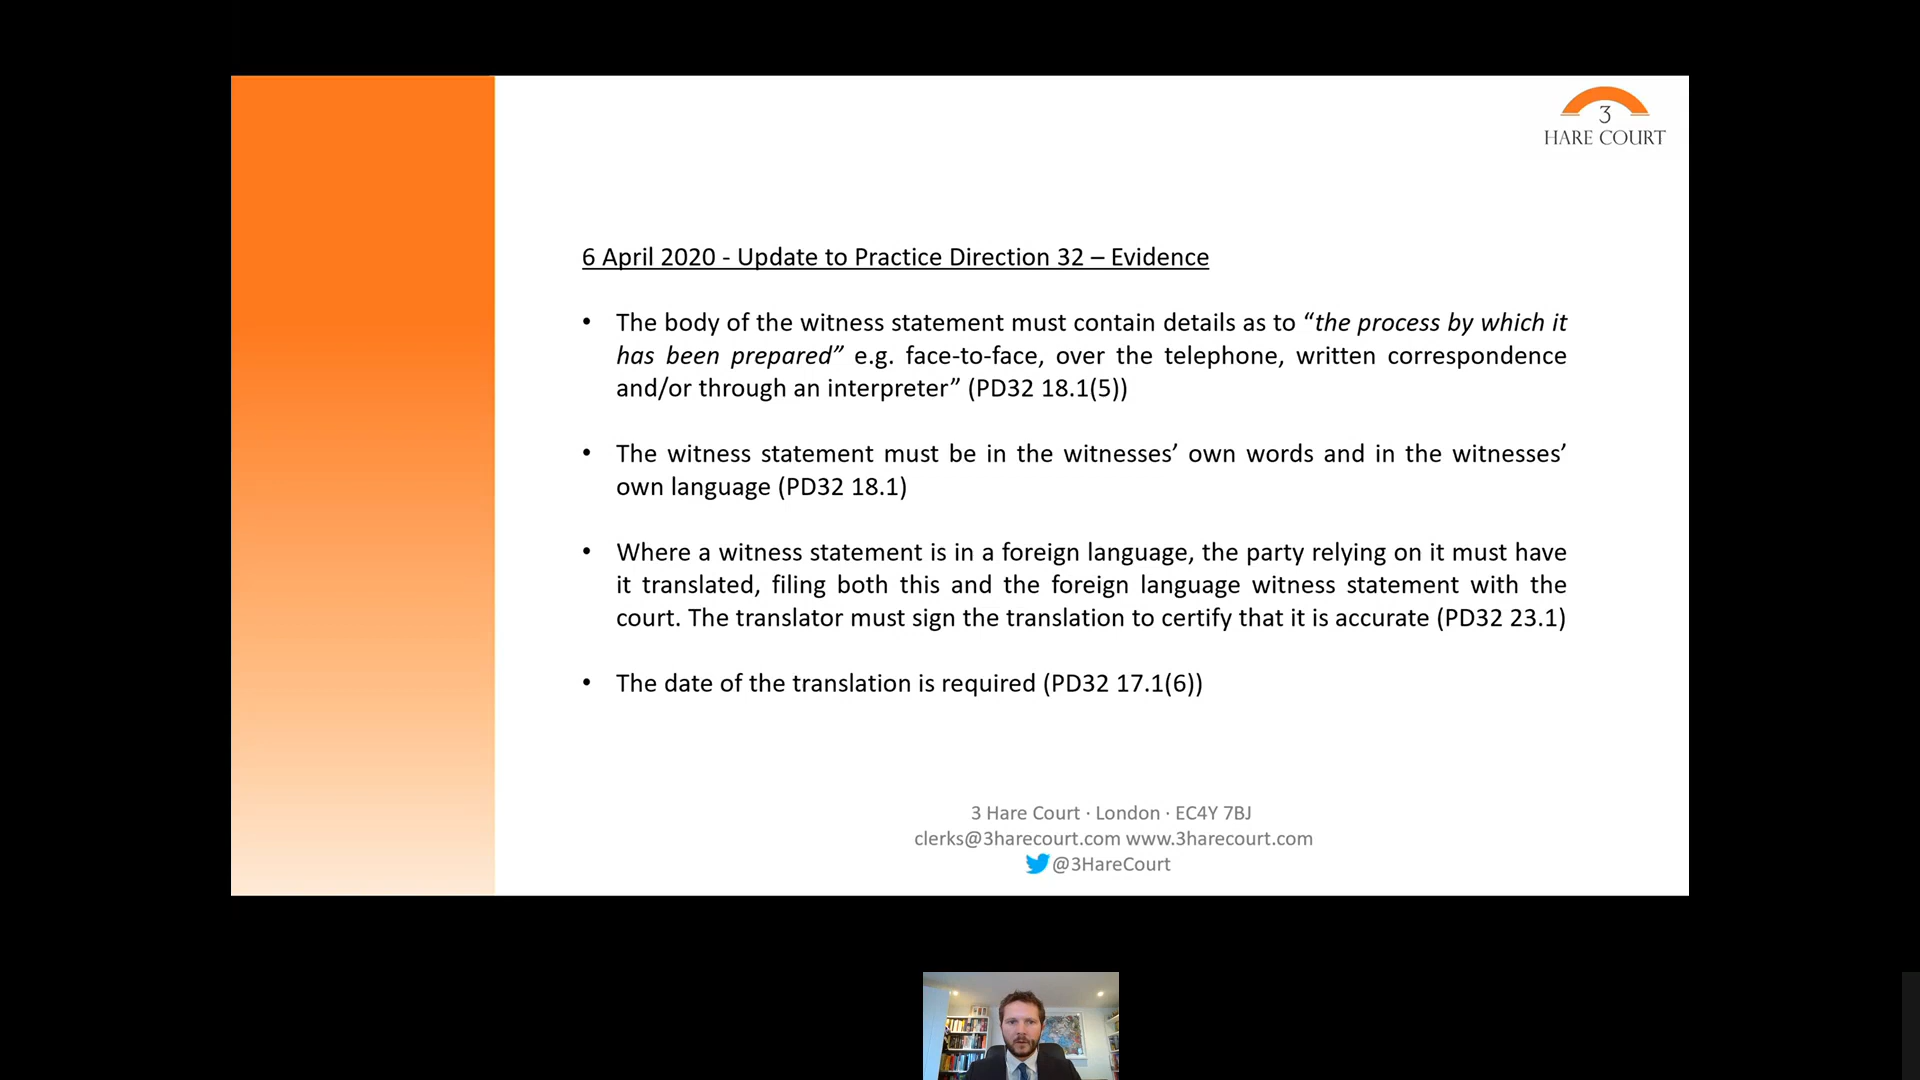 3
HARE COURT
6 April 2020 - Update to Practice Direction 32 – Evidence
• The body of the witness statement must contain details as to “the process by which it
has been prepared” e.g. face-to-face, over the telephone, written correspondence
and/or through an interpreter” (PD32 18.1(5))
• The witness statement must be in the witnesses’ own words and in the witnesses’
own language (PD32 18.1)
• Where a witness statement is in a foreign language, the party relying on it must have
it translated, filing both this and the foreign language witness statement with the
court. The translator must sign the translation to certify that it is accurate (PD32 23.1)
• The date of the translation is required (PD32 17.1(6))
3 Hare Court · London · EC4Y 7BJ
clerks@3harecourt.com www.3harecourt.com
@3HareCourt